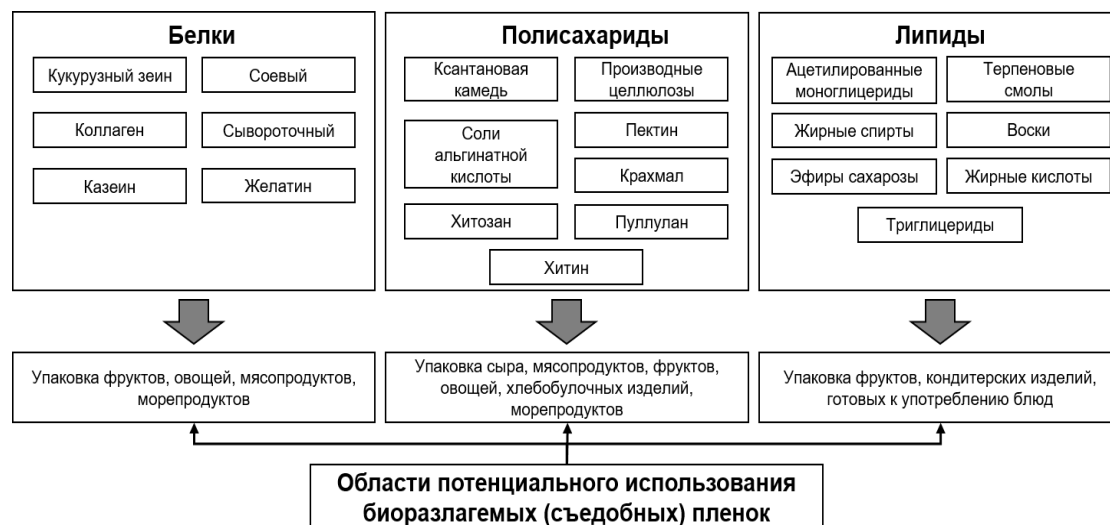 Белки
Кукурузный зеин
Соевый
Коллаген
Сывороточный
Казеин
Желатин
Полисахариды
Ксантановая
камедь
Производные
целлюлозы
Соли
альгинатной
кислоты
Пектин
Крахмал
Хитозан
Пуллулан
Хитин
Липиды
Ацетилированные
моноглицериды
Терпеновые
смолы
Жирные спирты
Воски
Эфиры сахарозы
Жирные кислоты
Триглицериды
Упаковка фруктов, овощей, мясопродуктов,
морепродуктов
Упаковка сыра, мясопродуктов, фруктов,
овощей, хлебобулочных изделий,
морепродуктов
Упаковка фруктов, кондитерских изделий,
готовых к употреблению блюд
Области потенциального использования
биоразлагемых (съедобных) пленок